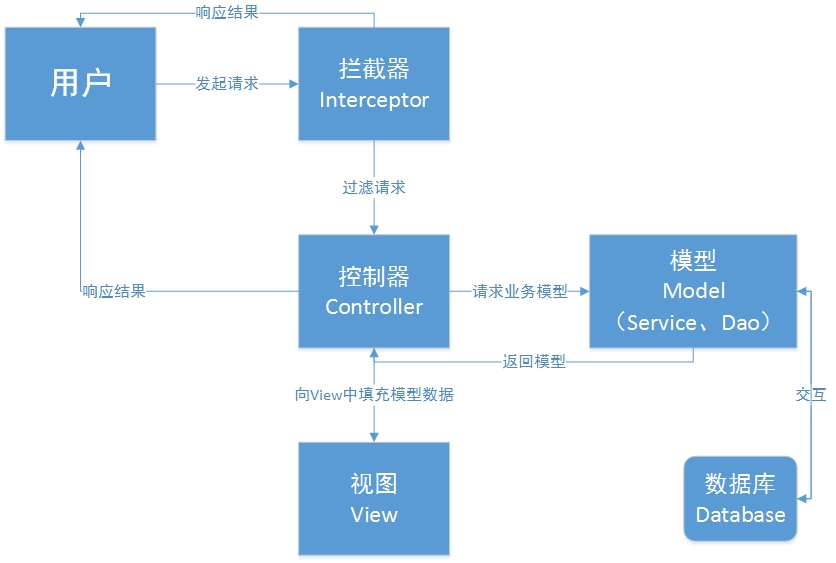 响应结果
用户
发起请求
拦截器
Interceptor
过滤请求
响应结果
控制器
Controller
请求业务模型
模型
Model
（Service、Dao）
返回模型
向View中填充模型数据
交互
视图
View
数据库
Database